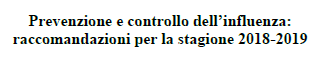 Prevenzione e controllo dell’influenza:
raccomandazioni per la stagione 2018-2019